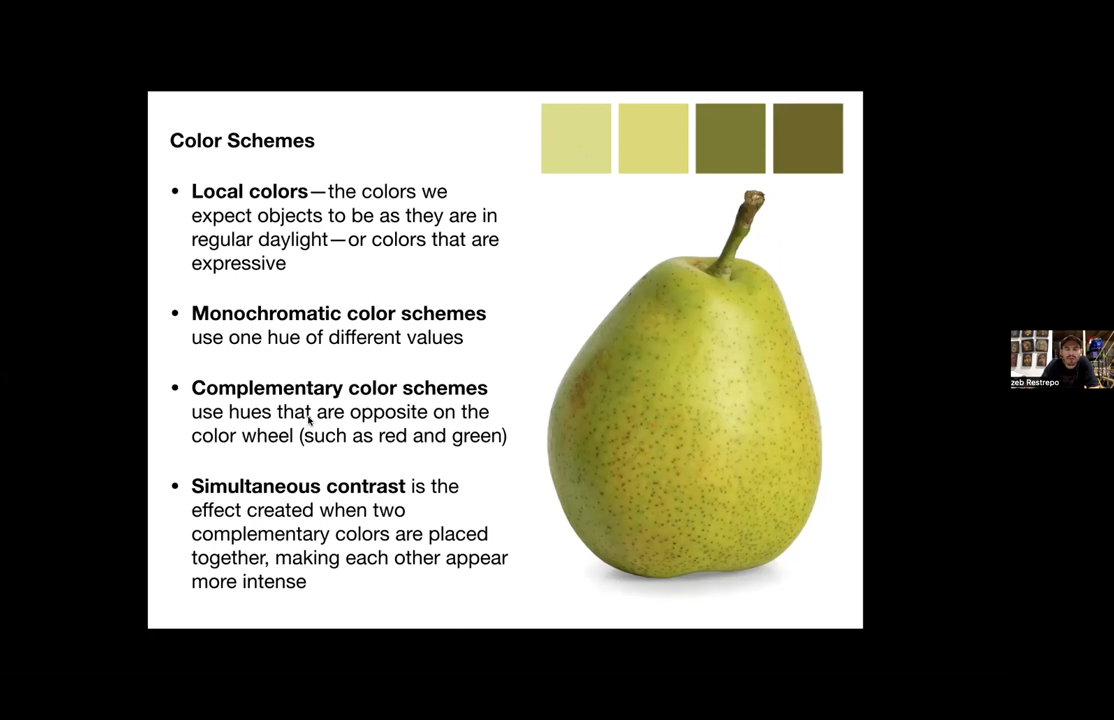 Color Schemes
• Local colors—the colors we
expect objects to be as they are in
regular daylight—or colors that are
expressive
• Monochromatic color schemes
use one hue of different values
• Complementary color schemes
use hues that are opposite on the
color wheel (such as red and green)
• Simultaneous contrast is the
effect created when two
complementary colors are placed
together, making each other appear
more intense
zeb Restrepo